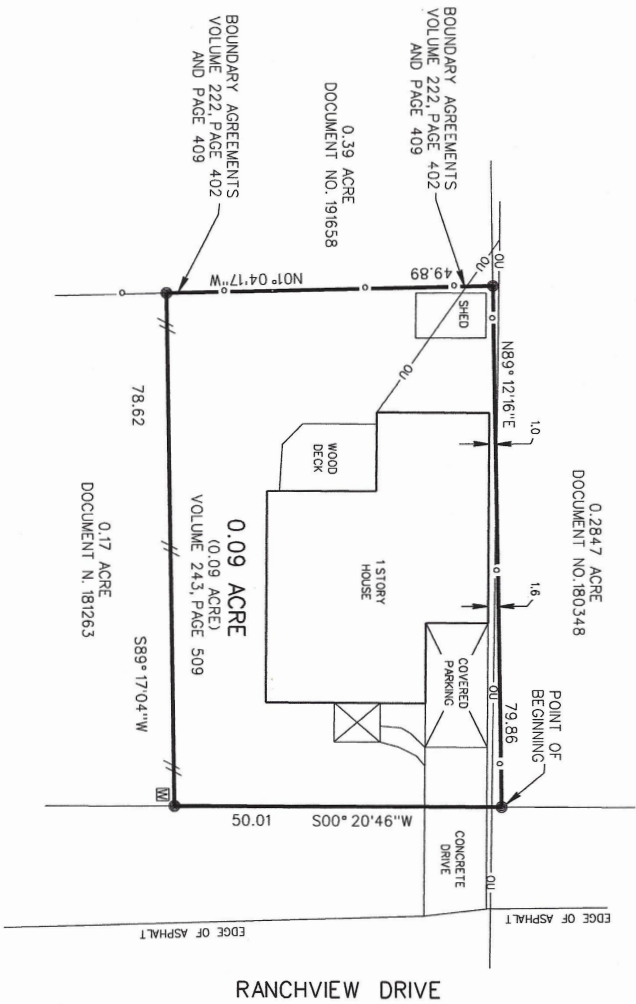 BOUNDARY AGREEMENTS
VOLUME 222, PAGE 402
AND PAGE 409
BOUNDARY AGREEMENTS
VOLUME 222, PAGE 402
AND PAGE 409
0.39 ACRE
DOCUMENT NO. 191658
N01° 04'17"W
49.89
OU
OU
OU
SHED
N89° 12'16"E
1.0
0.2847 ACRE
DOCUMENT NO.180348
1.6
79.86
POINT OF
BEGINNING
WOOD
DECK
1 STORY
HOUSE
COVERED
PARKING
OU
78.62
0.17 ACRE
DOCUMENT N. 181263
0.09 ACRE
(0.09 ACRE)
VOLUME 243, PAGE 509
S89° 17'04"W
W
50.01
S00° 20'46"W
CONCRETE
DRIVE
OU
EDGE OF ASPHALT
EDGE OF ASPHALT
RANCHVIEW DRIVE